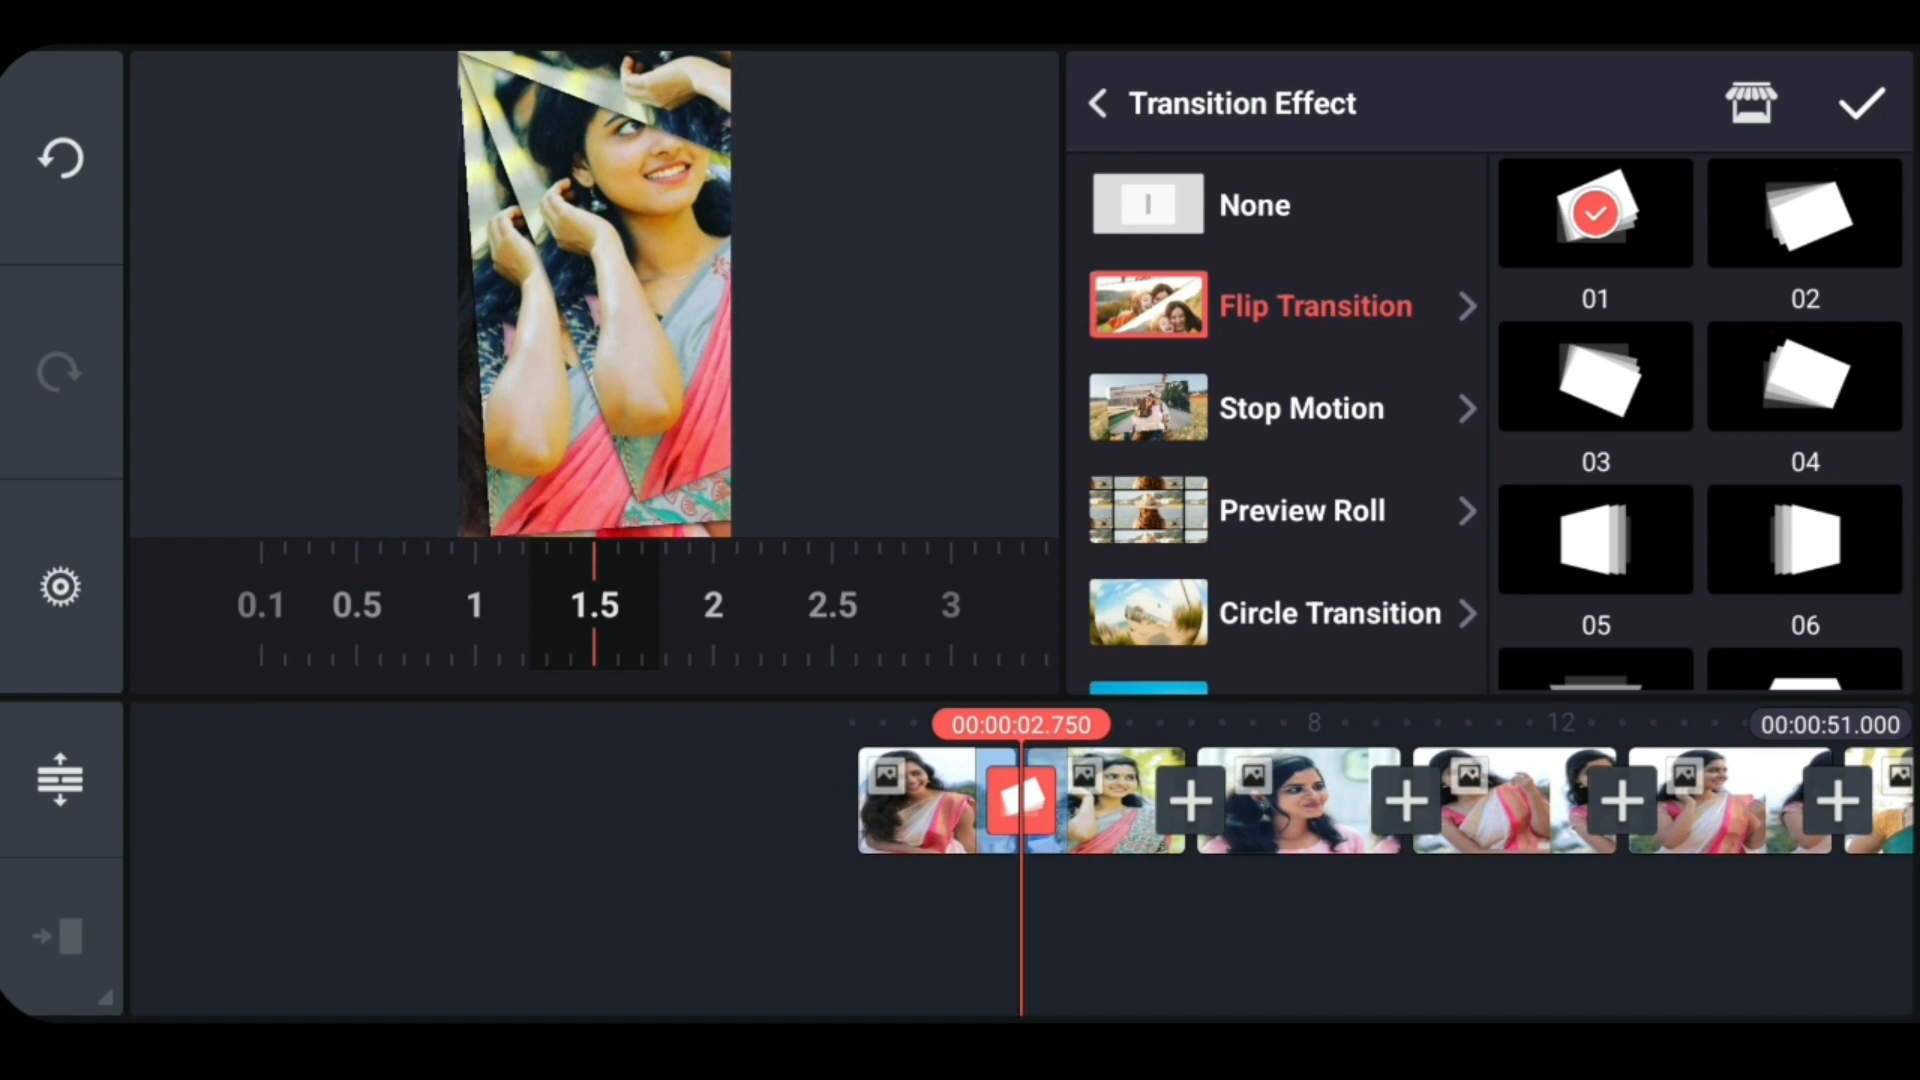 Transition Effect
None
Flip Transition
Stop Motion
Preview Roll
Circle Transition
01
02
03
04
05
06
0.1 0.5 1 1.5 2 2.5 3
00:00:02.750
8
12
00:00:51.000